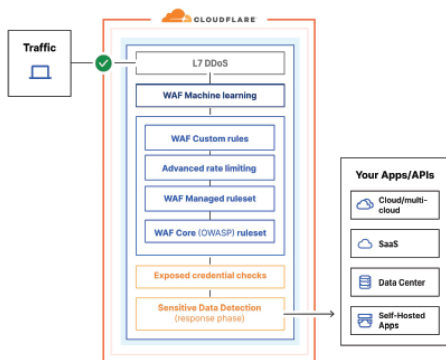 CLOUDFLARE
Traffic
L7 DDoS
WAF Machine learning
WAF Custom rules
Advanced rate limiting
WAF Managed ruleset
WAF Core (OWASP) ruleset
Exposed credential checks
Sensitive Data Detection
(response phase)
Your Apps/APIs
Cloud/multi-
cloud
SaaS
Data Center
Self-Hosted
Apps